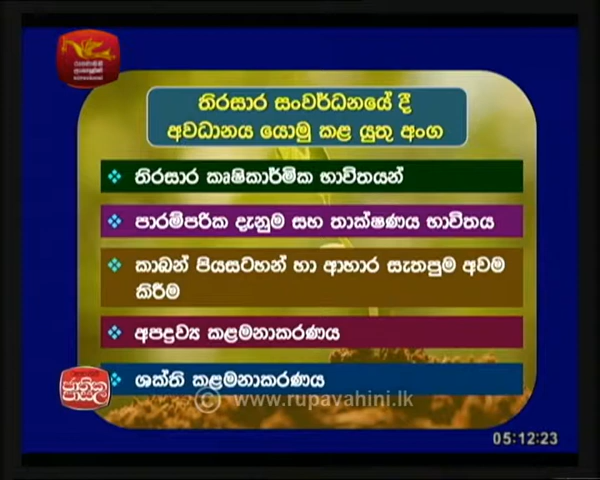 තිරසාර සංවර්ධනයේ දී
අවධානය යොමු කළ යුතු අංග
තිරසාර කෘෂිකාර්මික භාවිතයන්
පාරම්පරික දැනුම සහ තාක්ෂණය භාවිතය
කාබන් පියසටහන් හා ආහාර සැතපුම අවම
කිරීම
අපද්‍රව්‍ය කළමනාකරණය
ශක්ති කළමනාකරණය
ජාතික
පාසල
© www.rupavahini.lk
05:12:23